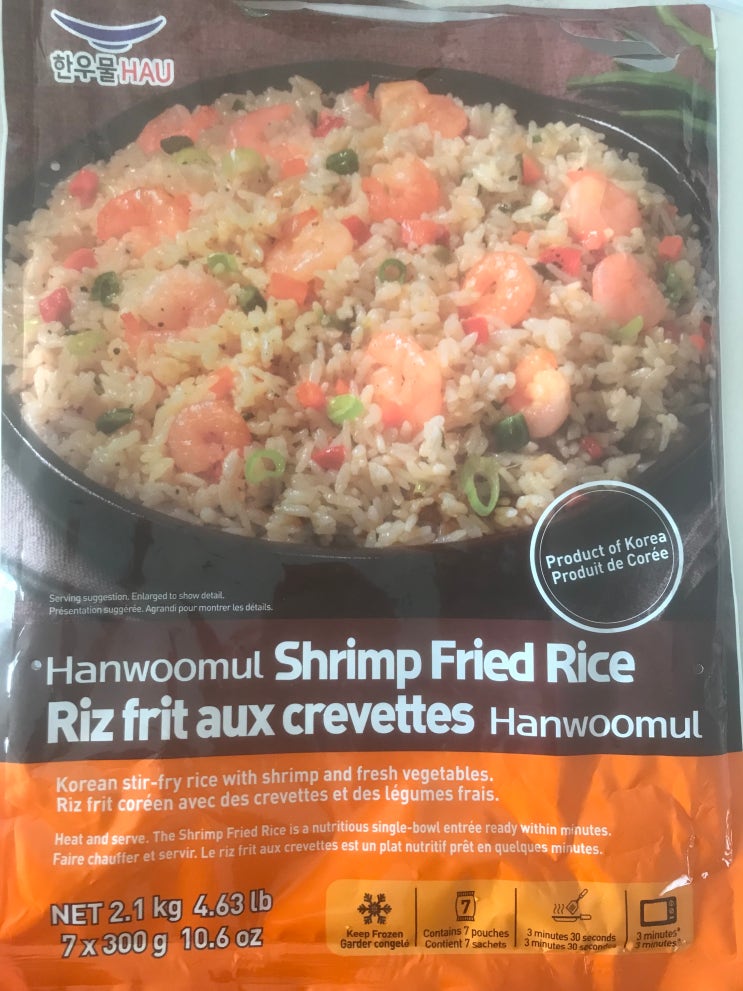 한우물 HAU
Product of Korea
Produit de Corée
Serving suggestion. Enlarged to show detail.
Présentation suggérée. Agrandi pour montrer les détails.
Hanwoomul Shrimp Fried Rice
Riz frit aux crevettes Hanwoomul
Korean stir-fry rice with shrimp and fresh vegetables.
Riz frit coréen avec des crevettes et des légumes frais.
Heat and serve. The Shrimp Fried Rice is a nutritious single-bowl entrée ready within minutes.
Faire chauffer et servir. Le riz frit aux crevettes est un plat nutritif prêt en quelques minutes.
NET 2.1 kg 4.63 lb
7 x 300 g 10.6 oz
Keep Frozen
Garder congelé
7
Contains 7 pouches
Contient 7 sachets
3 minutes 30 seconds
3 minutes 30 secondes
3 minutes*
3 minutes*